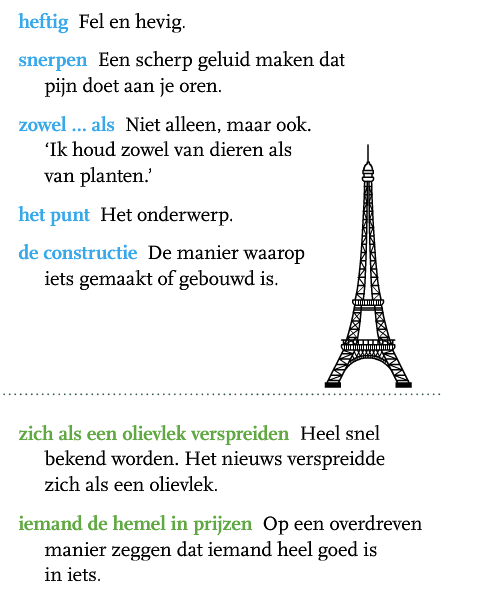 heftig Fel en hevig.
snerpen Een scherp geluid maken dat
pijn doet aan je oren.
zowel ... als Niet alleen, maar ook.
‘Ik houd zowel van dieren als
van planten.’
het punt Het onderwerp.
de constructie De manier waarop
iets gemaakt of gebouwd is.
zich als een olievlek verspreiden Heel snel
bekend worden. Het nieuws verspreidde
zich als een olievlek.
iemand de hemel in prijzen Op een overdreven
manier zeggen dat iemand heel goed is
in iets.